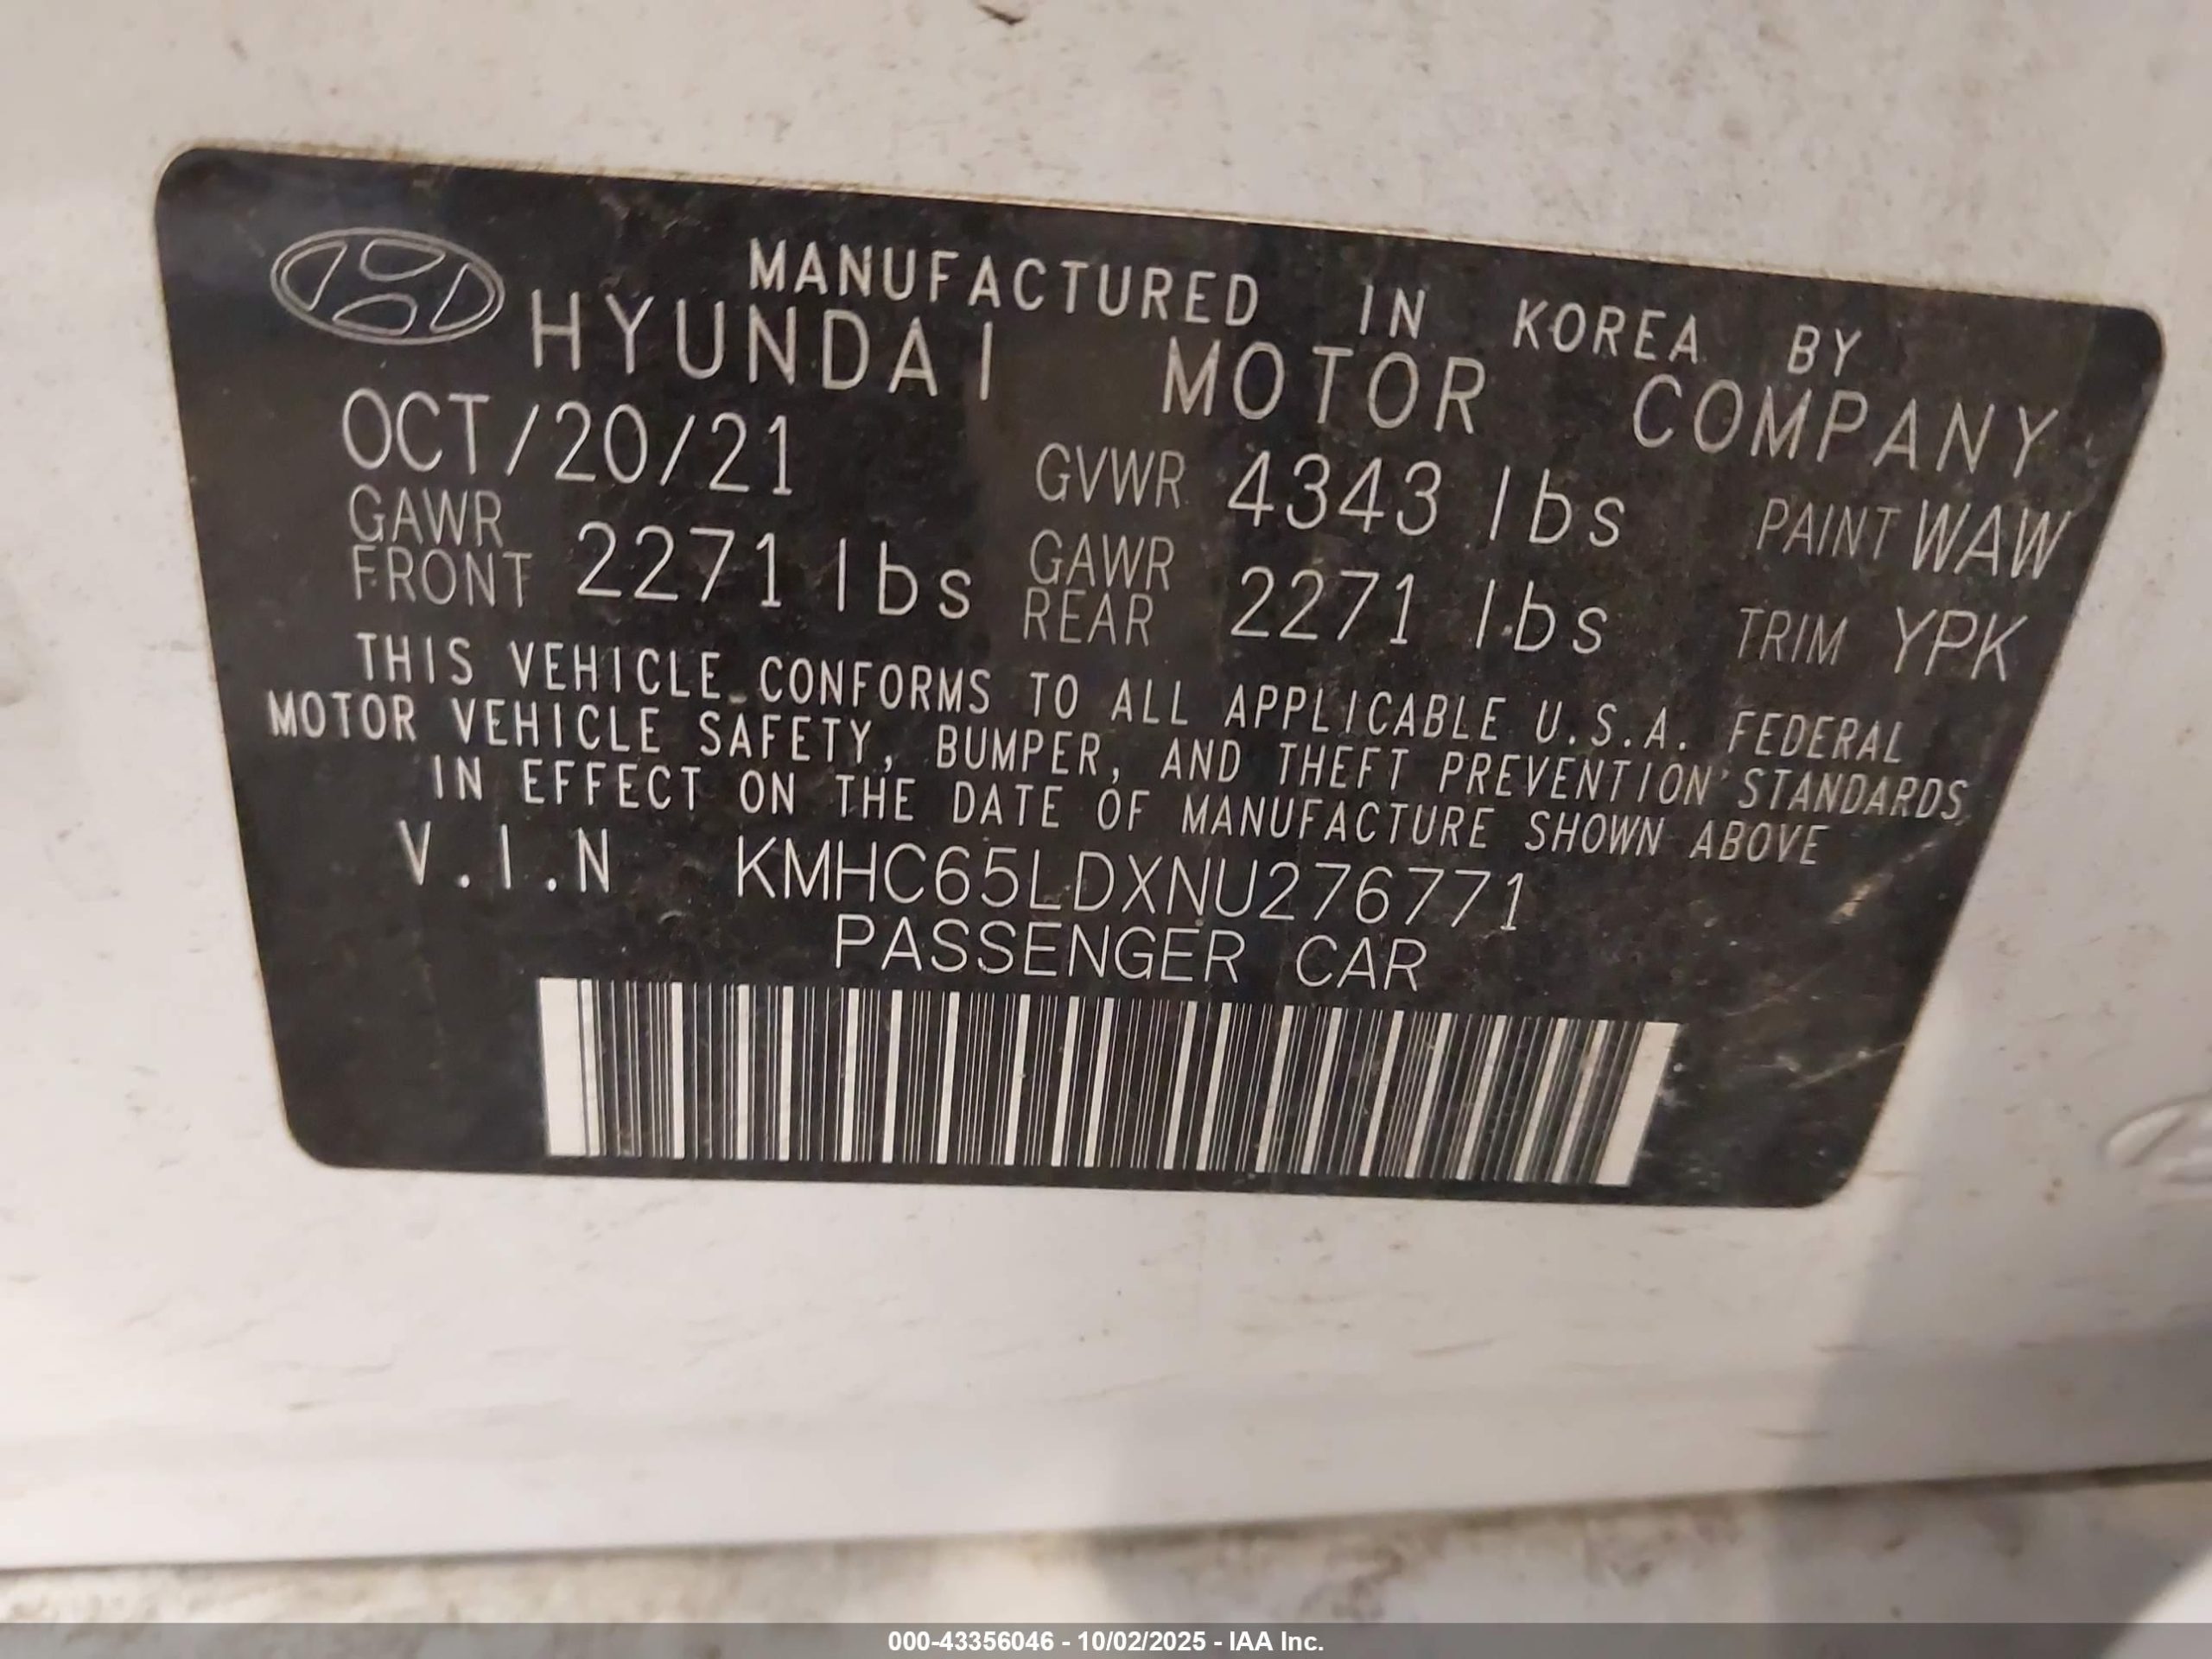 MANUFACTURED IN KOREA BY
HYUNDAI MOTOR COMPANY
OCT/20/21 GVWR 4343 lbs PAINT WAW
GAWR FRONT 2271 lbs GAWR REAR 2271 lbs TRIM YPK
THIS VEHICLE CONFORMS TO ALL APPLICABLE U.S.A. FEDERAL
MOTOR VEHICLE SAFETY, BUMPER, AND THEFT PREVENTION STANDARDS
IN EFFECT ON THE DATE OF MANUFACTURE SHOWN ABOVE
V.I.N KMHC65LDXNU276771
PASSENGER CAR
000-43356046 - 10/02/2025 - IAA Inc.